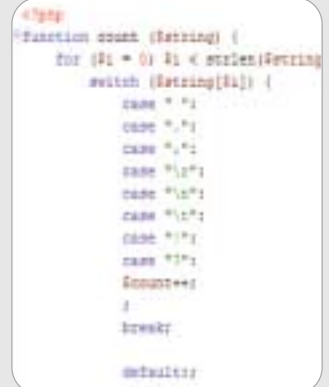 <?php
function count ($string) {
for ($i = 0; $i < strlen($string
switch ($string[$i]) {
case " ":
case
case
case
case
case
case "!":
case "?":
$count++;
;
break;
default:;